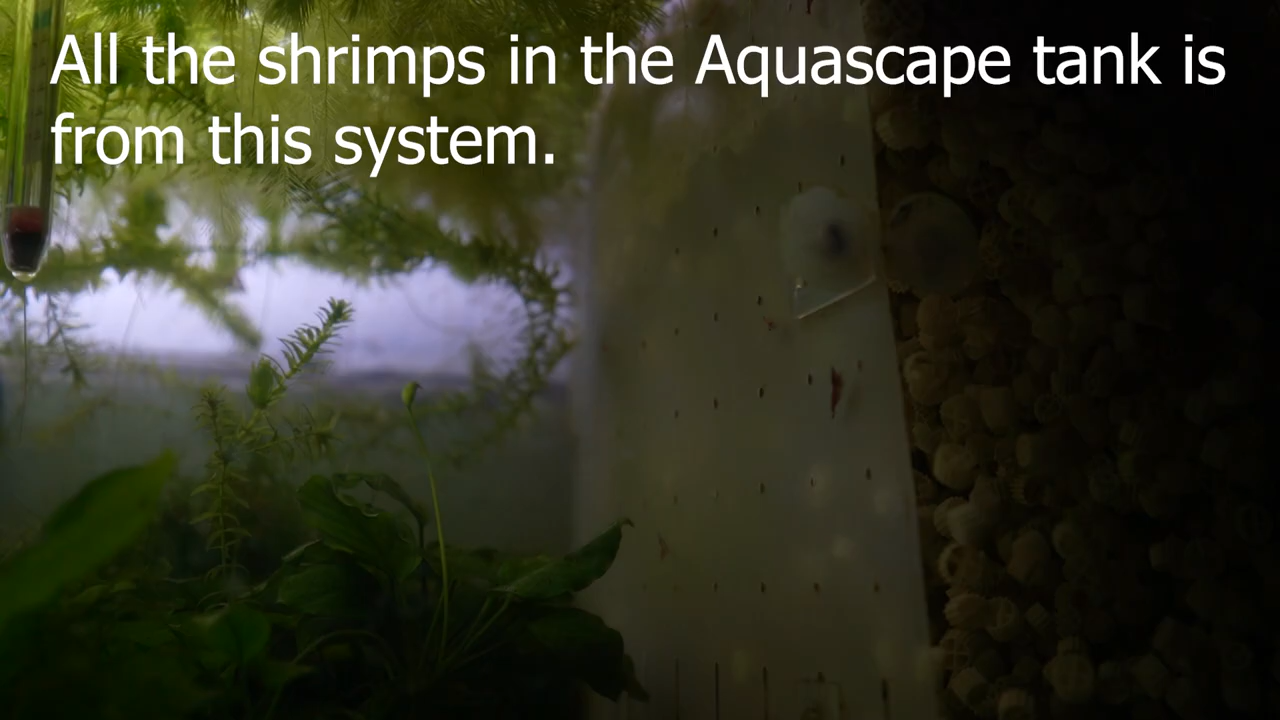 All the shrimps in the Aquascape tank is
from this system.